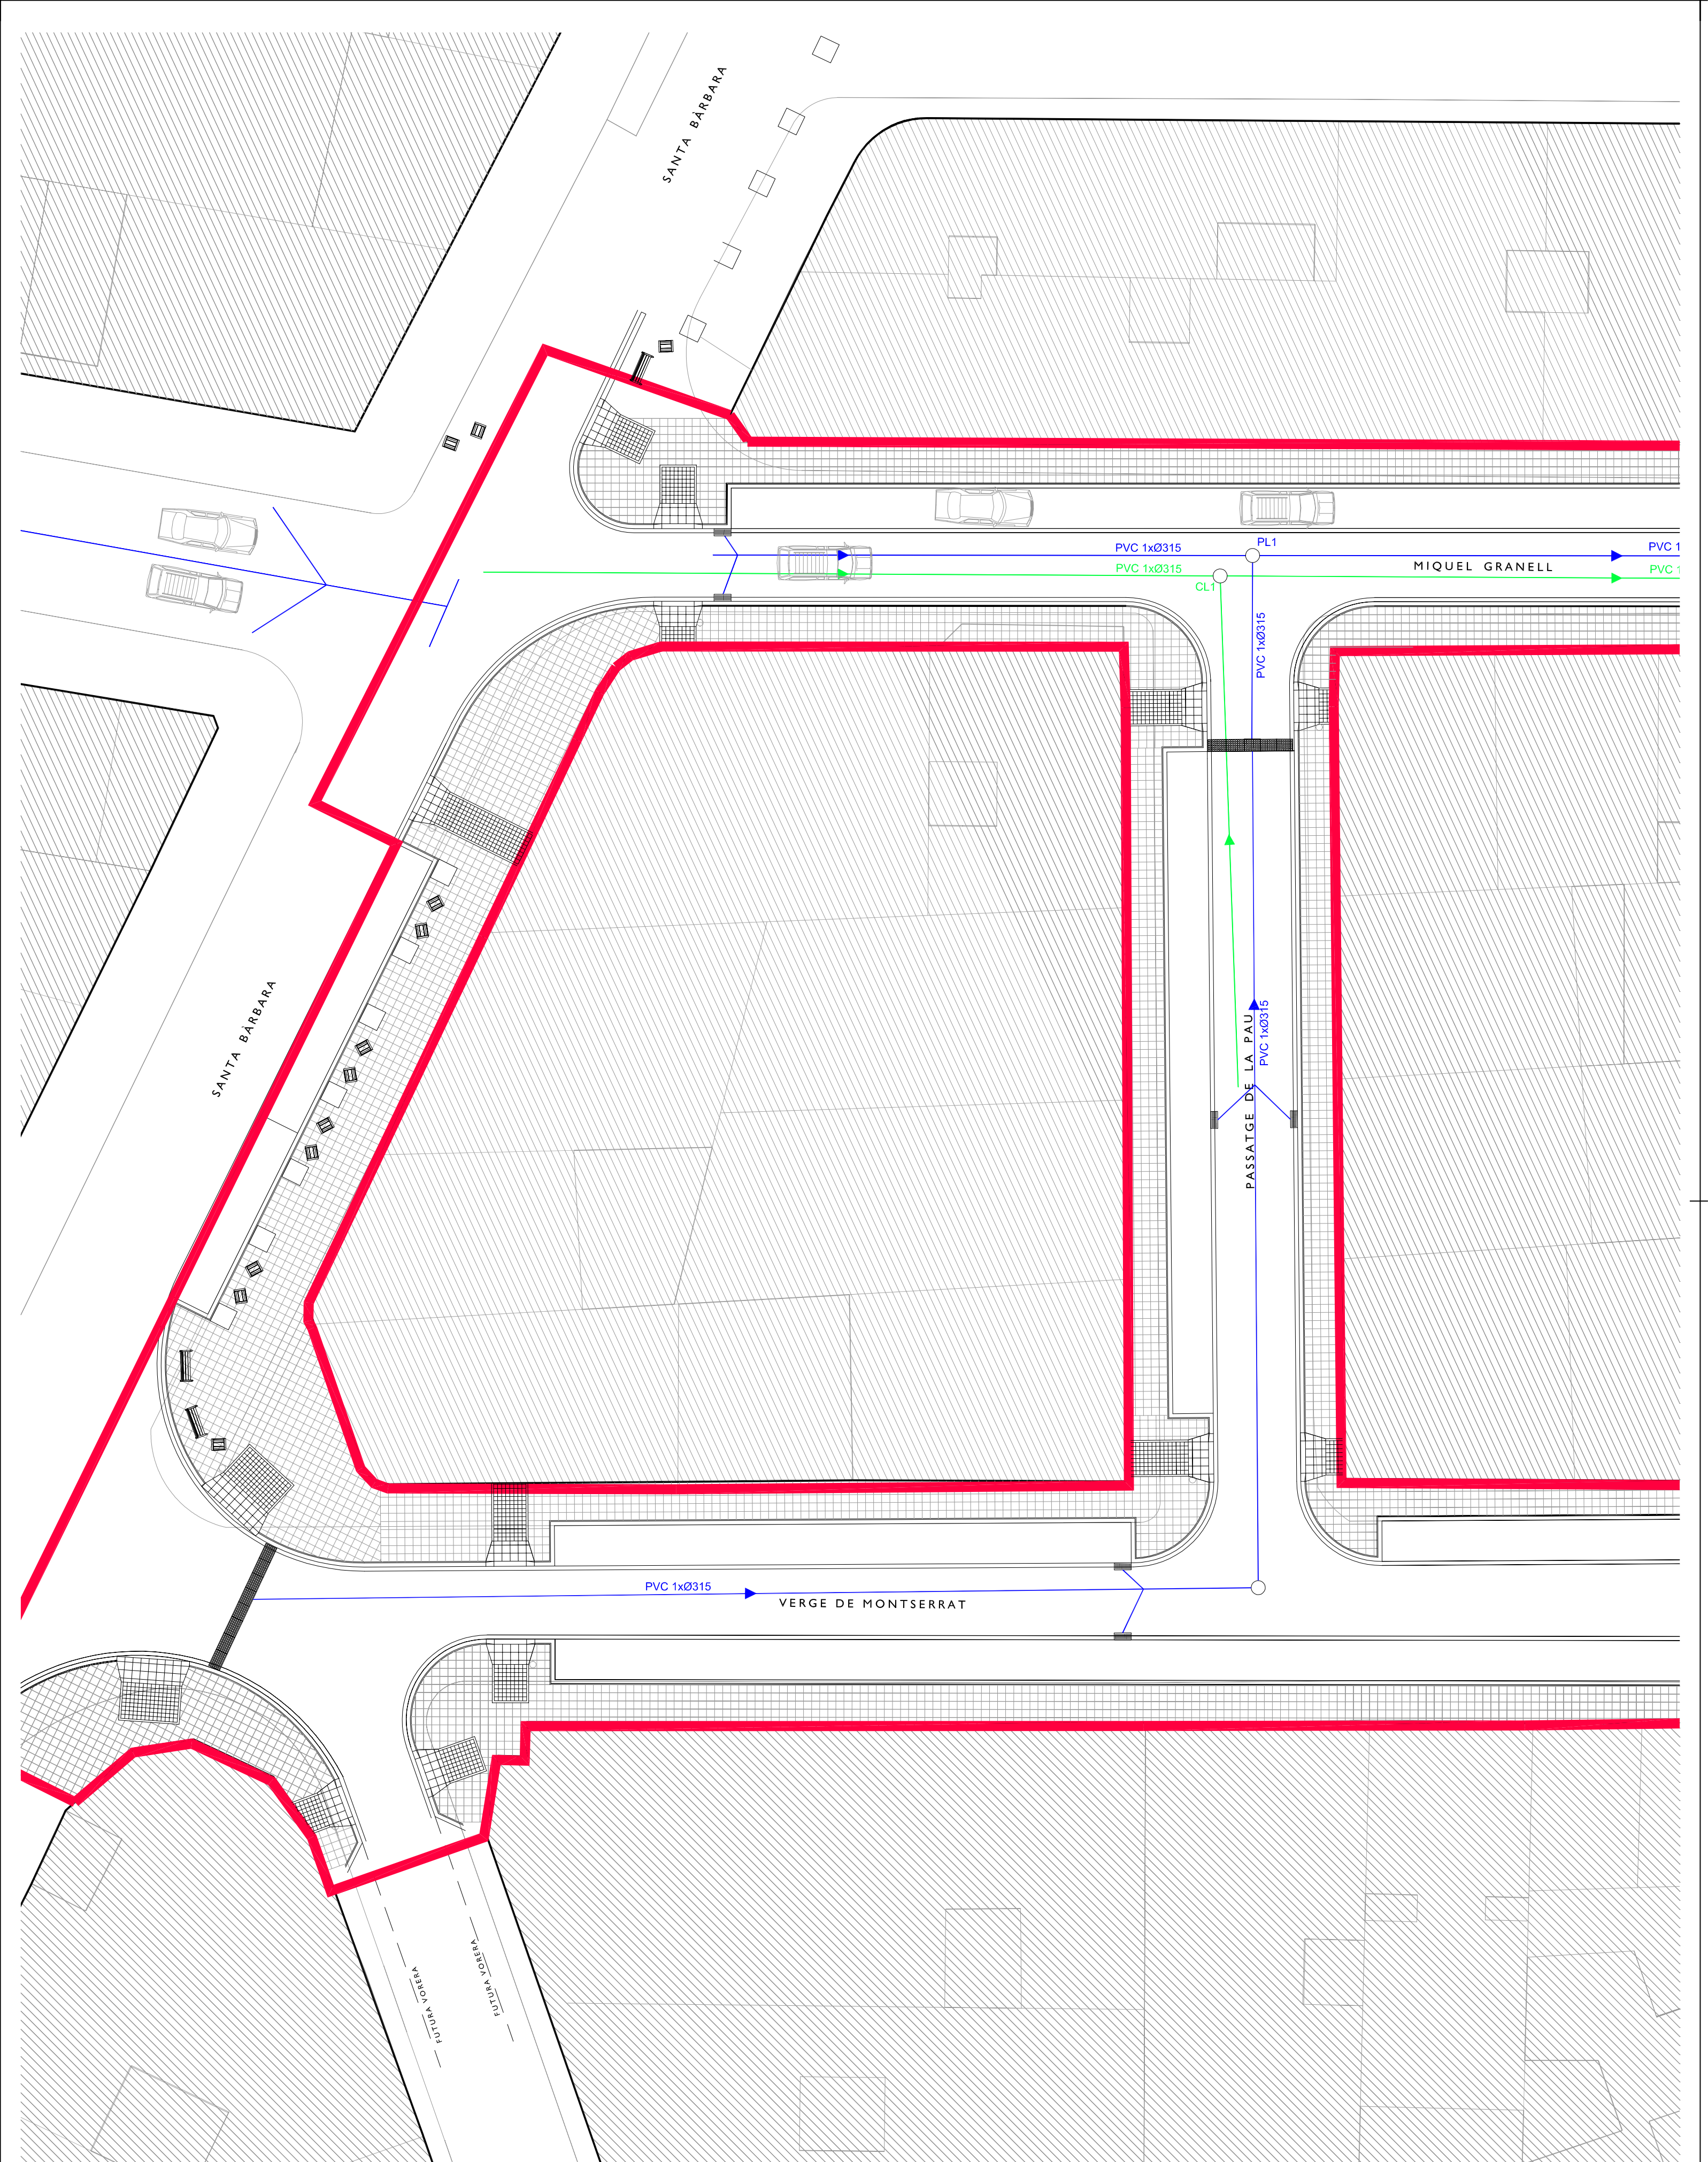 SANTA BÀRBARA
PVC 1xØ315
PL1
PVC 1
MIQUEL GRANELL
PVC 1xØ315
PVC 1
CL1
PVC 1xØ315
SANTA BÀRBARA
PVC 1xØ315
PASSATGE DE LA PAU
PVC 1xØ315
VERGE DE MONTSERRAT
FUTURA VORERA
FUTURA VORERA